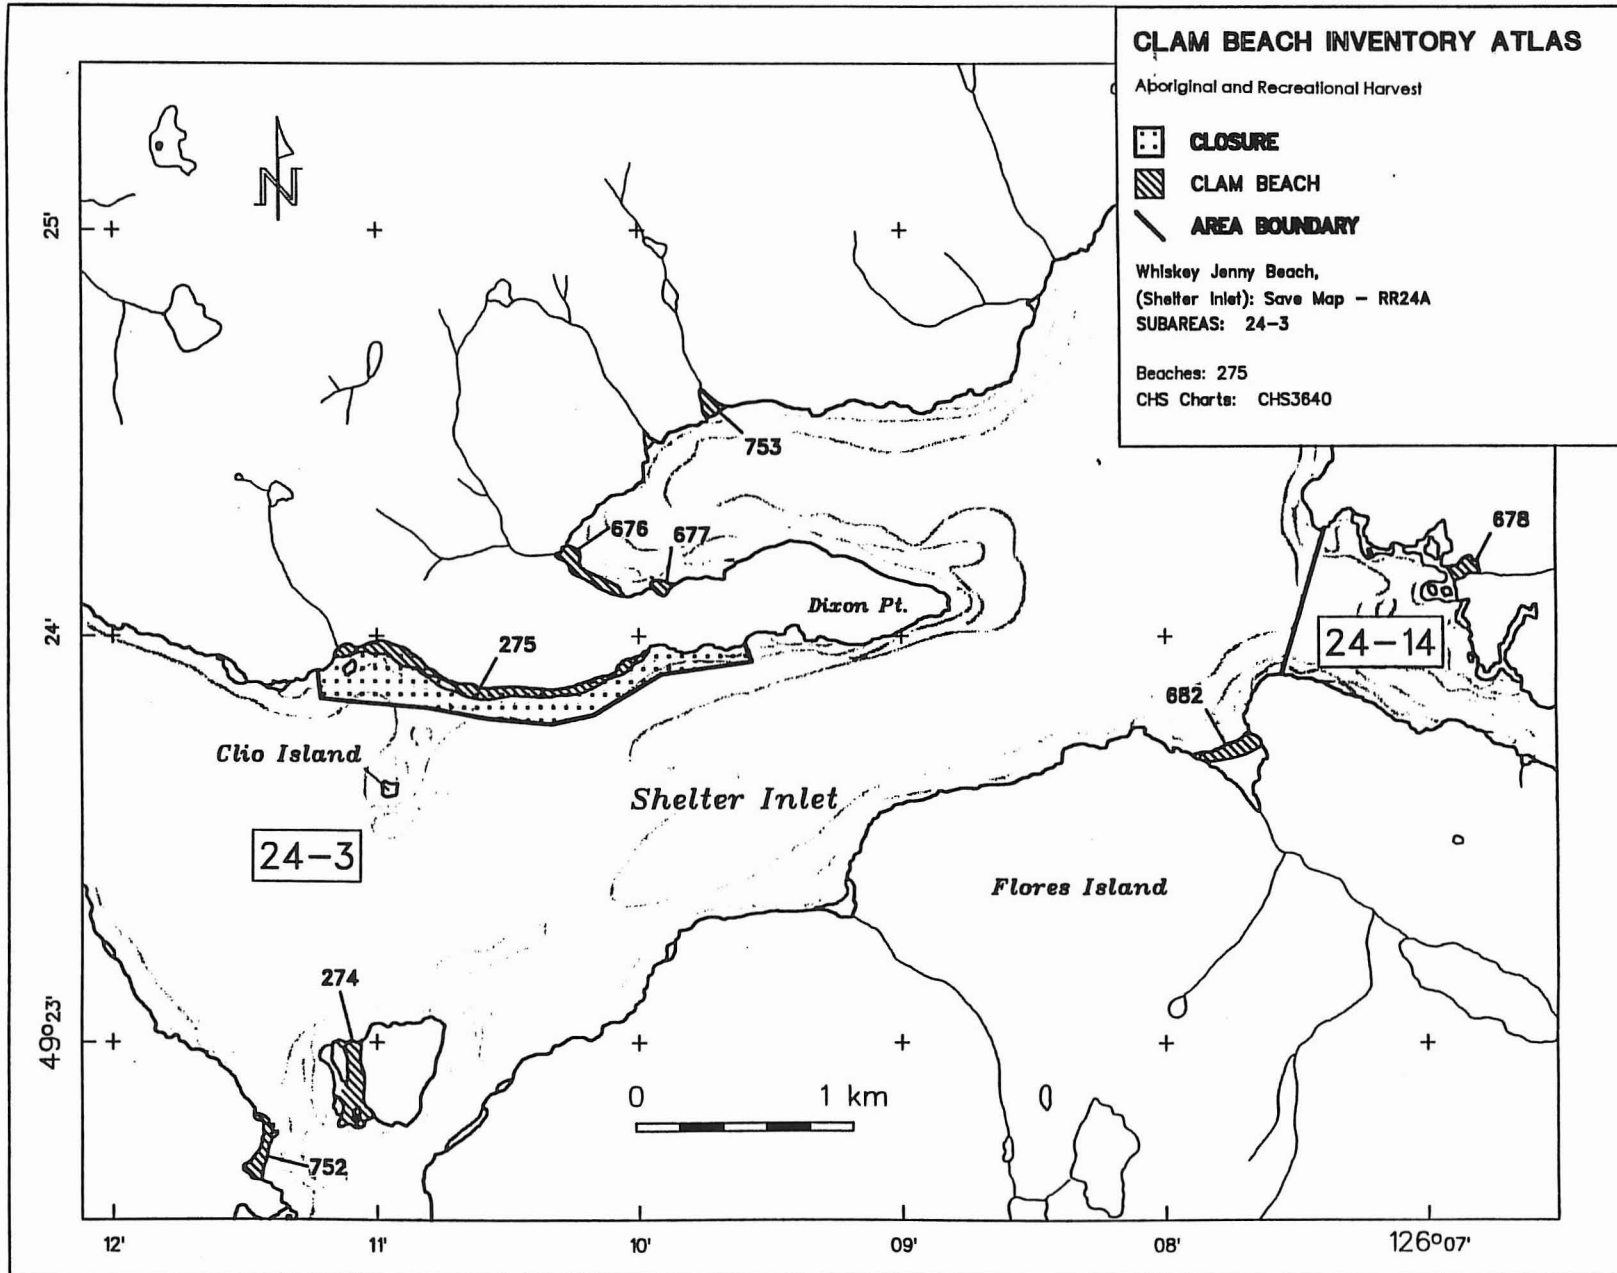 CLAM BEACH INVENTORY ATLAS
Aboriginal and Recreational Harvest
CLOSURE
CLAM BEACH
AREA BOUNDARY
Whiskey Jenny Beach,
(Shelter Inlet): Save Map - RR24A
SUBAREAS: 24-3
Beaches: 275
CHS Charts: CHS3640
N
25'
753
676
677
678
Dixon Pt.
24'
275
24-14
682
Clio Island
Shelter Inlet
24-3
Flores Island
274
49°23'
0 1 km
752
12' 11' 10' 09' 08' 126°07'